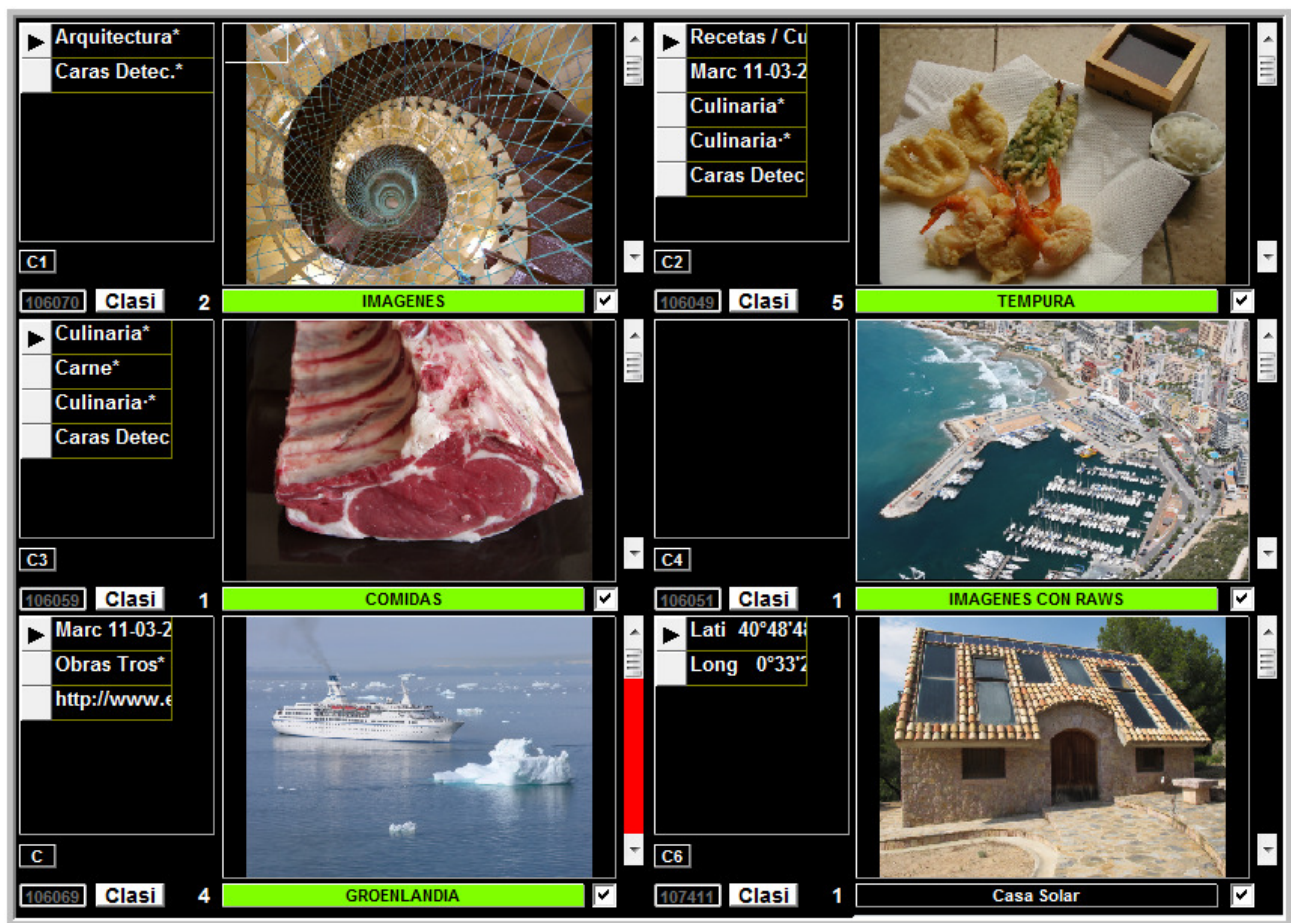 Arquitectura*
Caras Detec.*
C1
106070 Clasi 2 IMAGENES
Recetas / Cu
Marc 11-03-2
Culinaria*
Culinaria·*
Caras Detec
C2
106049 Clasi 5 TEMPURA
Culinaria*
Carne*
Culinaria·*
Caras Detec
C3
106059 Clasi 1 COMIDAS
C4
106051 Clasi 1 IMAGENES CON RAWS
Marc 11-03-2
Obras Tros*
http://www.e
C
106069 Clasi 4 GROENLANDIA
Lati 40°48'48
Long 0°33'2
C6
107411 Clasi 1 Casa Solar